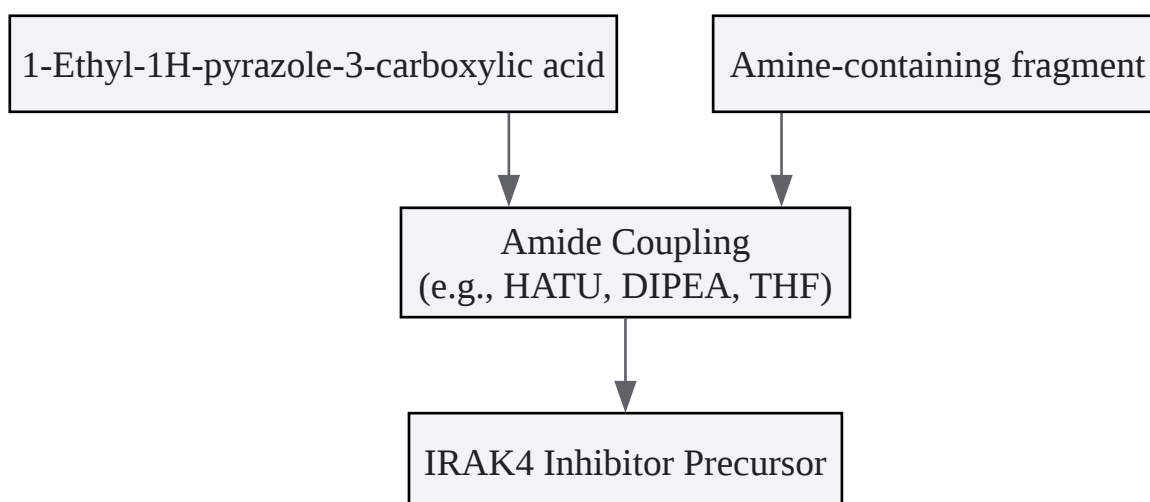 1-Ethyl-1H-pyrazole-3-carboxylic acid
Amine-containing fragment
Amide Coupling
(e.g., HATU, DIPEA, THF)
IRAK4 Inhibitor Precursor